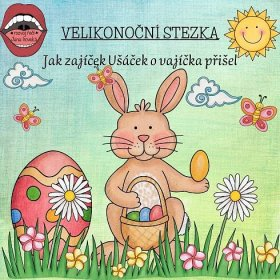 VELIKONOČNÍ STEZKA
Jak zajíček Ušáček o vajíčka přišel